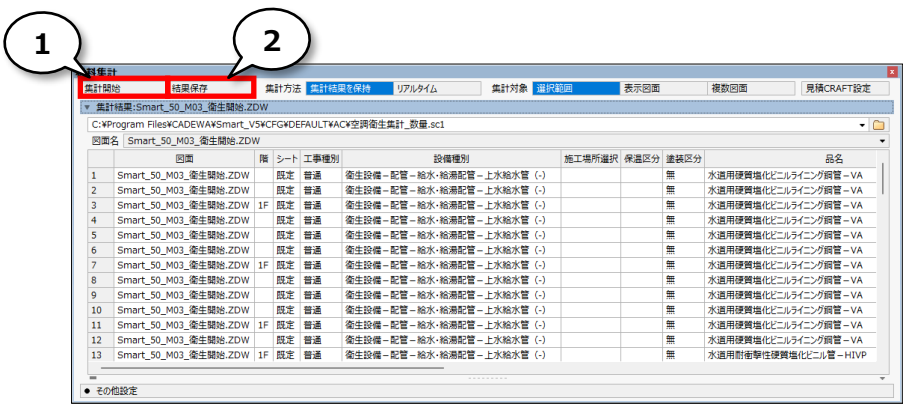 1 2
料集計
集計開始 結果保存 集計方法 集計結果を保持 リアルタイム 集計対象 選択範囲 表示図面 複数図面 見積CRAFT設定
▼ 集計結果:Smart_50_M03_衛生開始.ZDW
C:¥Program Files¥CADEWA¥Smart_V5¥CFG¥DEFAULT¥AC¥空調衛生集計_数量.sc1
図面名 Smart_50_M03_衛生開始.ZDW
図面 階 シート 工事種別 設備種別 施工場所選択 保温区分 塗装区分 品名
1 Smart_50_M03_衛生開始.ZDW 既定 普通 衛生設備－配管－給水・給湯配管－上水給水管 (-) 無 水道用硬質塩化ビニルライニング鋼管－VA
2 Smart_50_M03_衛生開始.ZDW 既定 普通 衛生設備－配管－給水・給湯配管－上水給水管 (-) 無 水道用硬質塩化ビニルライニング鋼管－VA
3 Smart_50_M03_衛生開始.ZDW 1F 既定 普通 衛生設備－配管－給水・給湯配管－上水給水管 (-) 無 水道用硬質塩化ビニルライニング鋼管－VA
4 Smart_50_M03_衛生開始.ZDW 既定 普通 衛生設備－配管－給水・給湯配管－上水給水管 (-) 無 水道用硬質塩化ビニルライニング鋼管－VA
5 Smart_50_M03_衛生開始.ZDW 既定 普通 衛生設備－配管－給水・給湯配管－上水給水管 (-) 無 水道用硬質塩化ビニルライニング鋼管－VA
6 Smart_50_M03_衛生開始.ZDW 既定 普通 衛生設備－配管－給水・給湯配管－上水給水管 (-) 無 水道用硬質塩化ビニルライニング鋼管－VA
7 Smart_50_M03_衛生開始.ZDW 1F 既定 普通 衛生設備－配管－給水・給湯配管－上水給水管 (-) 無 水道用硬質塩化ビニルライニング鋼管－VA
8 Smart_50_M03_衛生開始.ZDW 既定 普通 衛生設備－配管－給水・給湯配管－上水給水管 (-) 無 水道用硬質塩化ビニルライニング鋼管－VA
9 Smart_50_M03_衛生開始.ZDW 既定 普通 衛生設備－配管－給水・給湯配管－上水給水管 (-) 無 水道用硬質塩化ビニルライニング鋼管－VA
10 Smart_50_M03_衛生開始.ZDW 既定 普通 衛生設備－配管－給水・給湯配管－上水給水管 (-) 無 水道用硬質塩化ビニルライニング鋼管－VA
11 Smart_50_M03_衛生開始.ZDW 1F 既定 普通 衛生設備－配管－給水・給湯配管－上水給水管 (-) 無 水道用硬質塩化ビニルライニング鋼管－VA
12 Smart_50_M03_衛生開始.ZDW 既定 普通 衛生設備－配管－給水・給湯配管－上水給水管 (-) 無 水道用硬質塩化ビニルライニング鋼管－VA
13 Smart_50_M03_衛生開始.ZDW 1F 既定 普通 衛生設備－配管－給水・給湯配管－上水給水管 (-) 無 水道用耐衝撃性硬質塩化ビニル管－HIVP
● その他設定